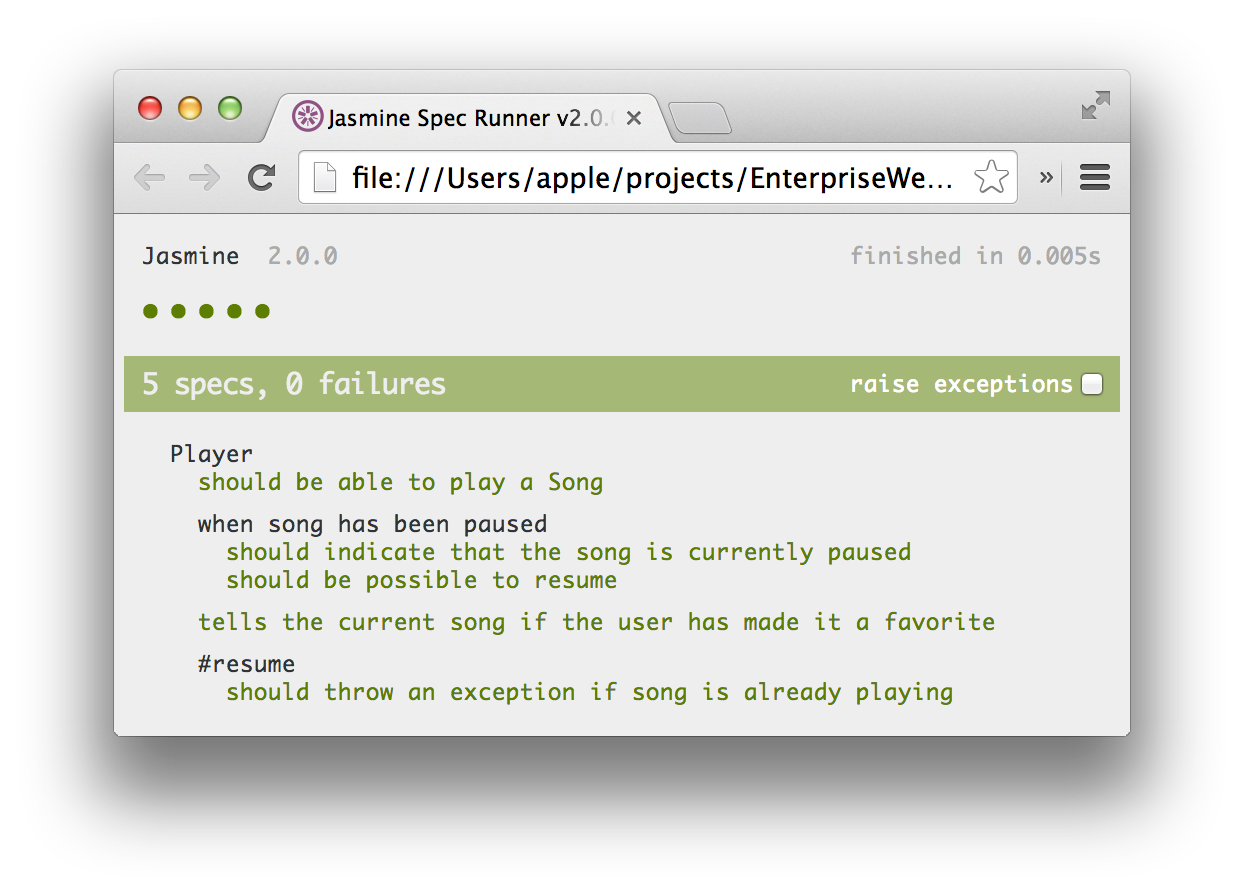 Jasmine Spec Runner v2.0.
file:///Users/apple/projects/EnterpriseWe...
Jasmine 2.0.0 finished in 0.005s
5 specs, 0 failures raise exceptions
Player
should be able to play a Song
when song has been paused
should indicate that the song is currently paused
should be possible to resume
tells the current song if the user has made it a favorite
#resume
should throw an exception if song is already playing